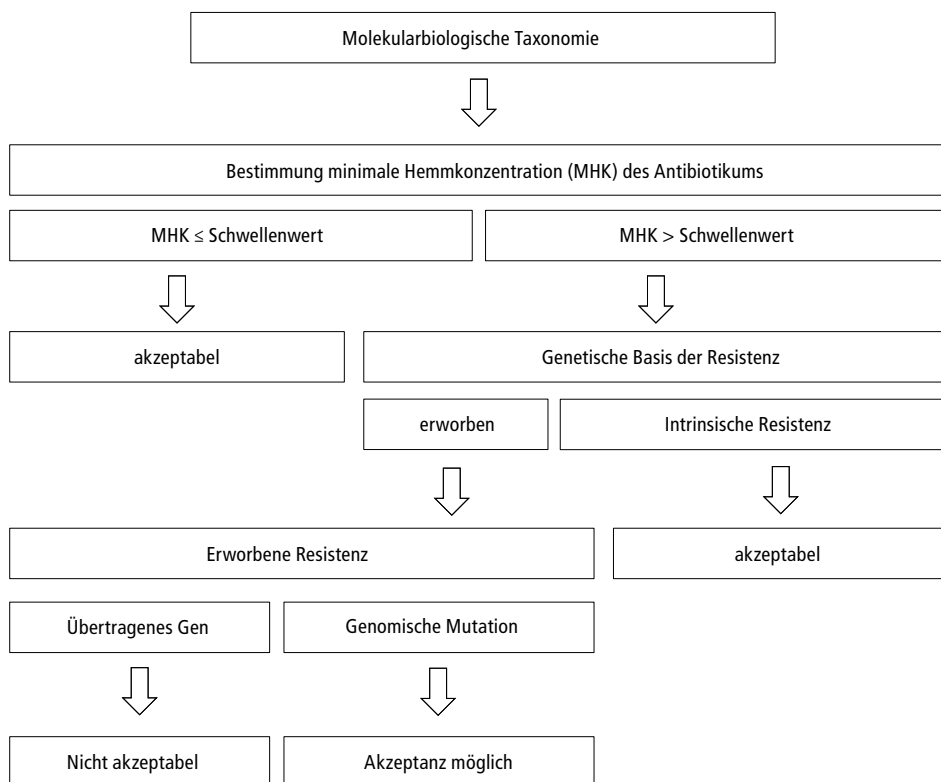 Molekularbiologische Taxonomie
Bestimmung minimale Hemmkonzentration (MHK) des Antibiotikums
MHK ≤ Schwellenwert
MHK > Schwellenwert
akzeptabel
Genetische Basis der Resistenz
erworben
Intrinsische Resistenz
Erworbene Resistenz
akzeptabel
Übertragenes Gen
Genomische Mutation
Nicht akzeptabel
Akzeptanz möglich